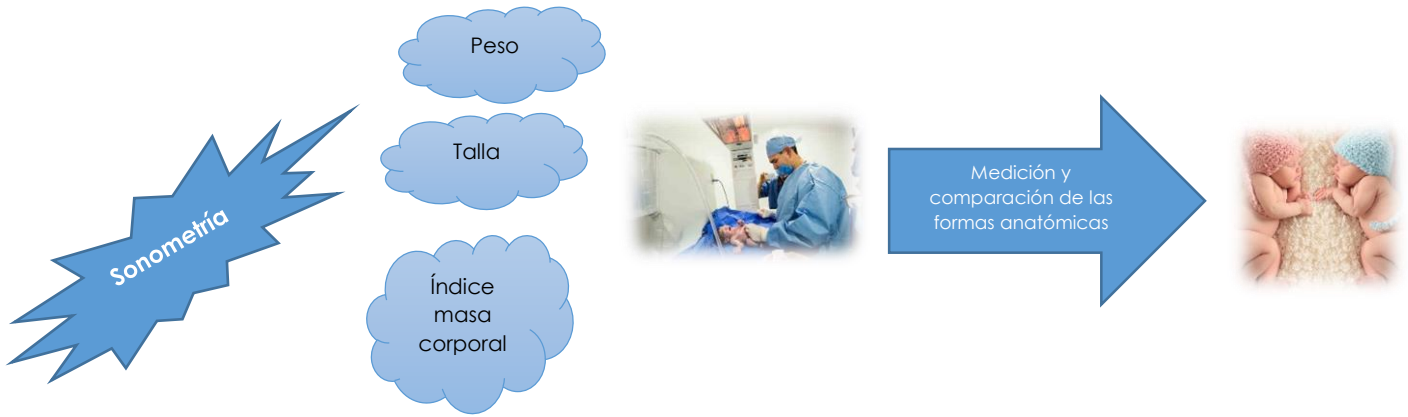 Sonometría
Peso
Talla
Índice
masa
corporal
Medición y
comparación de las
formas anatómicas